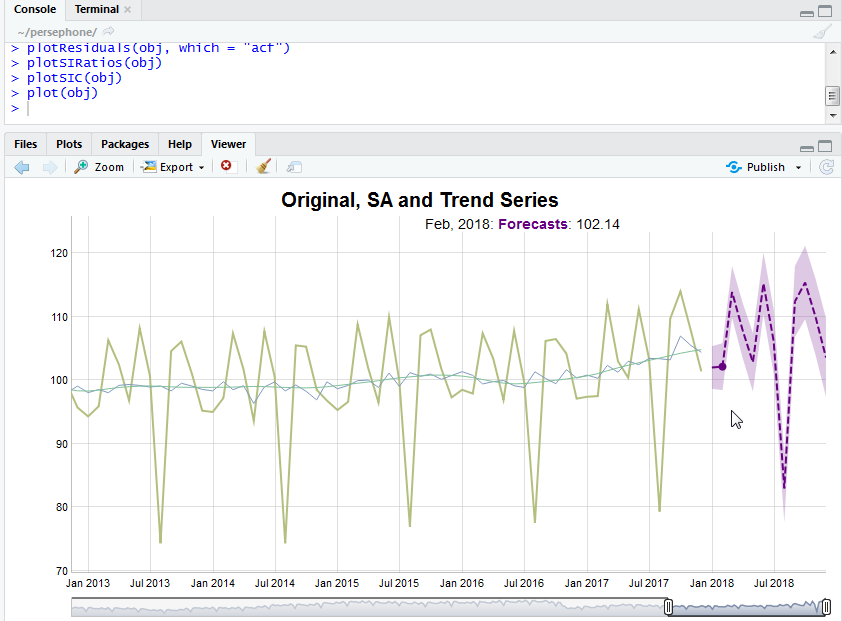 Console Terminal ×
~/persephone/
> plotResiduals(obj, which = "acf")
> plotSIRatios(obj)
> plotSIC(obj)
> plot(obj)
>
Files Plots Packages Help Viewer
Zoom Export Publish
Original, SA and Trend Series
Feb, 2018: Forecasts: 102.14
120
110
100
90
80
70
Jan 2013 Jul 2013 Jan 2014 Jul 2014 Jan 2015 Jul 2015 Jan 2016 Jul 2016 Jan 2017 Jul 2017 Jan 2018 Jul 2018